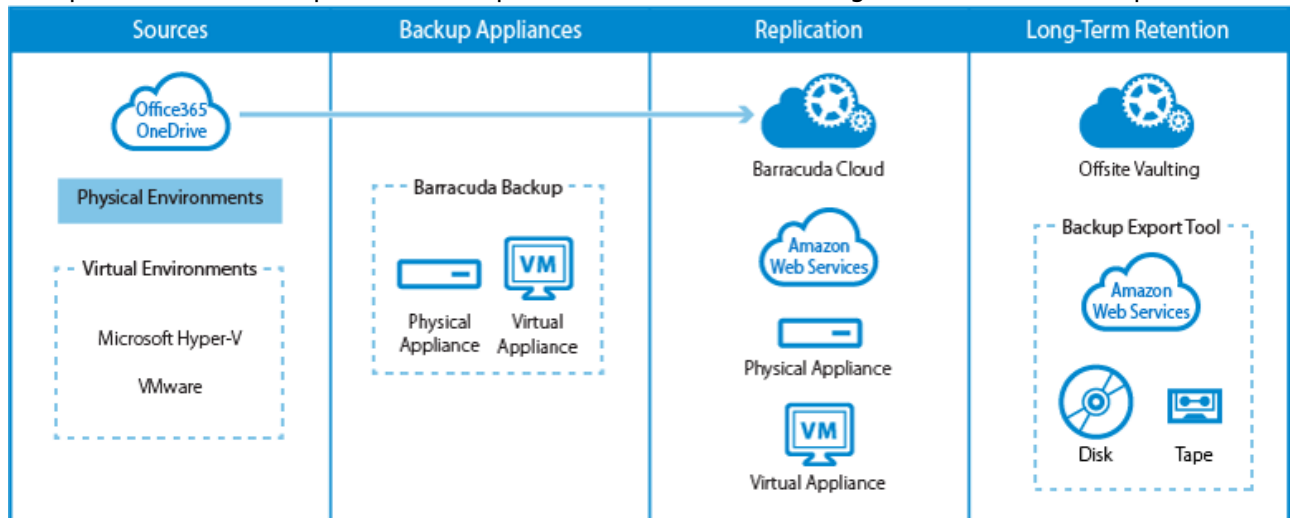 Sources
Backup Appliances
Replication
Long-Term Retention
Office365
OneDrive
Physical Environments
Virtual Environments
Microsoft Hyper-V
VMware
Barracuda Backup
VM
Physical
Appliance
Virtual
Appliance
Barracuda Cloud
Amazon
Web Services
Physical Appliance
VM
Virtual Appliance
Offsite Vaulting
Backup Export Tool
Amazon
Web Services
Disk
Tape